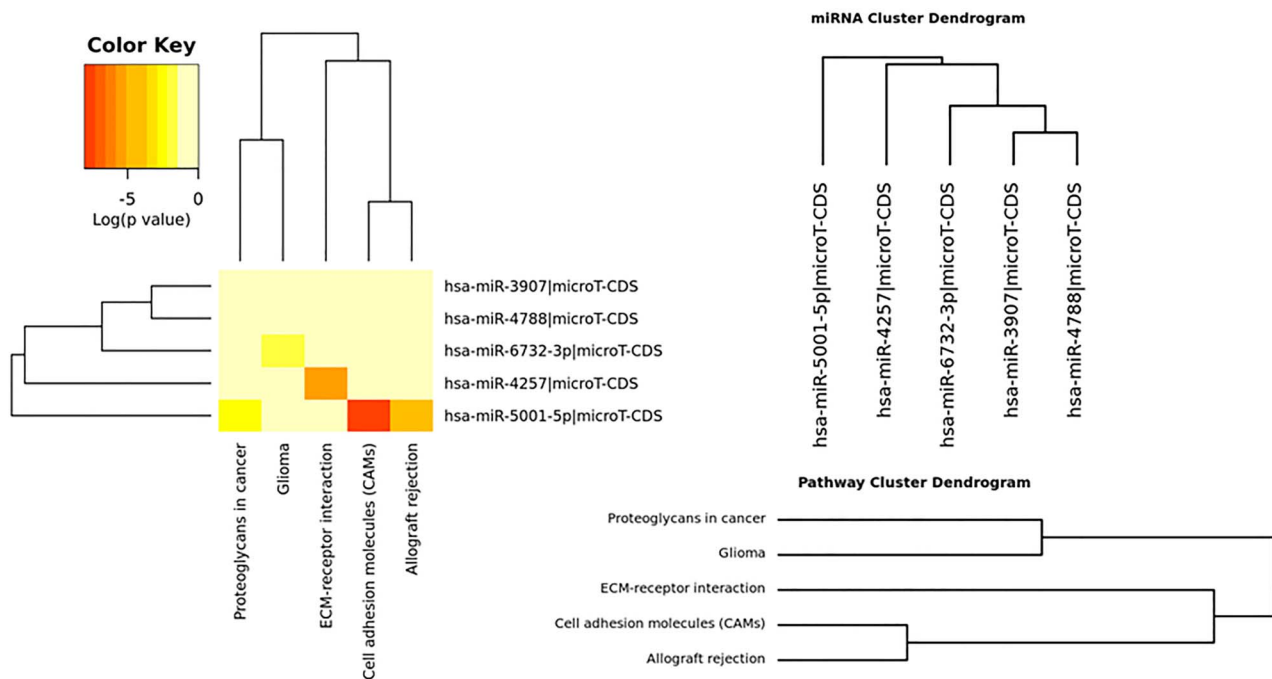 Color Key
-5
0
Log(p value)
hsa-miR-3907|microT-CDS
hsa-miR-4788|microT-CDS
hsa-miR-6732-3p|microT-CDS
hsa-miR-4257|microT-CDS
hsa-miR-5001-5p|microT-CDS
Proteoglycans in cancer
Glioma
ECM-receptor interaction
Cell adhesion molecules (CAMs)
Allograft rejection
miRNA Cluster Dendrogram
hsa-miR-5001-5p|microT-CDS
hsa-miR-4257|microT-CDS
hsa-miR-6732-3p|microT-CDS
hsa-miR-3907|microT-CDS
hsa-miR-4788|microT-CDS
Pathway Cluster Dendrogram
Proteoglycans in cancer
Glioma
ECM-receptor interaction
Cell adhesion molecules (CAMs)
Allograft rejection